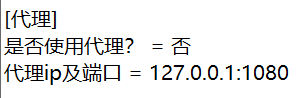 [代理]
是否使用代理？ = 否
代理ip及端口 = 127.0.0.1:1080